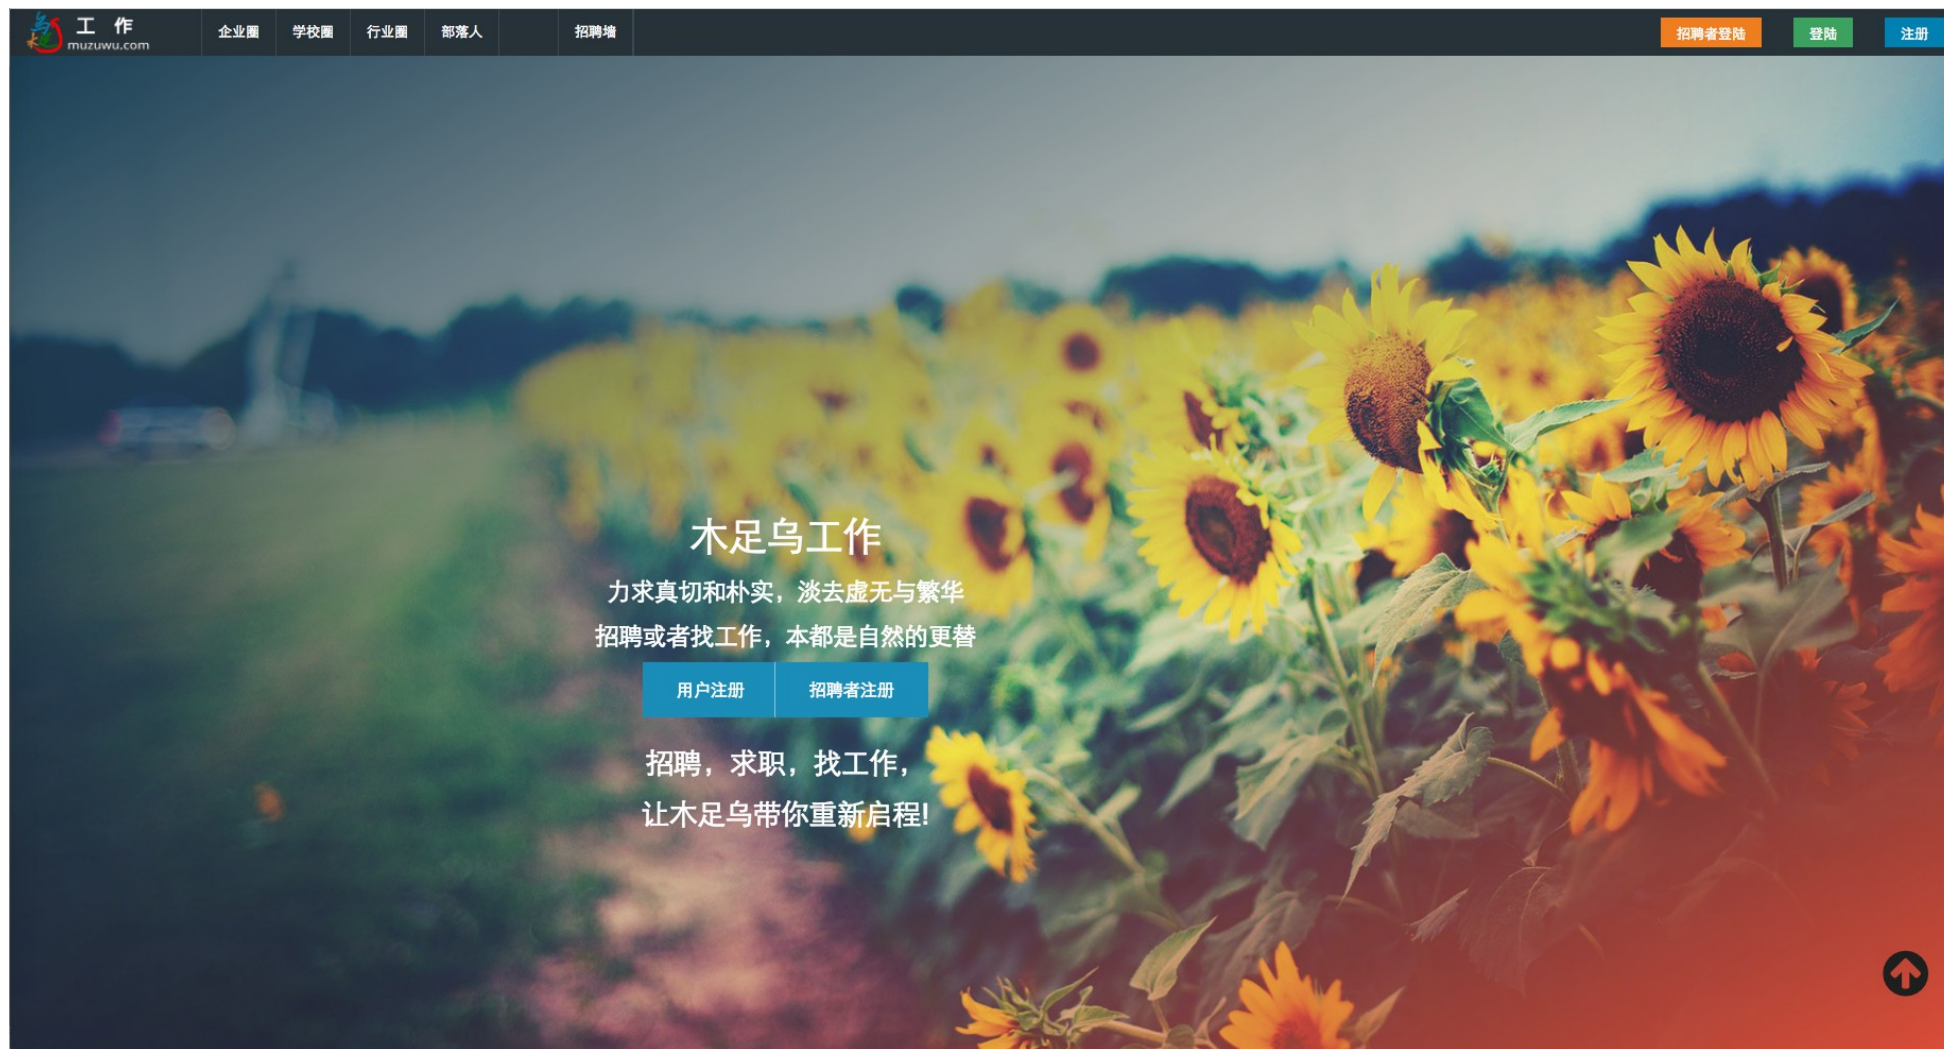 工 作
muzuwu.com
企业圈 学校圈 行业圈 部落人 招聘墙 招聘者登陆 登陆 注册
木足乌工作
力求真切和朴实，淡去虚无与繁华
招聘或者找工作，本都是自然的更替
用户注册 招聘者注册
招聘，求职，找工作，
让木足乌带你重新启程!